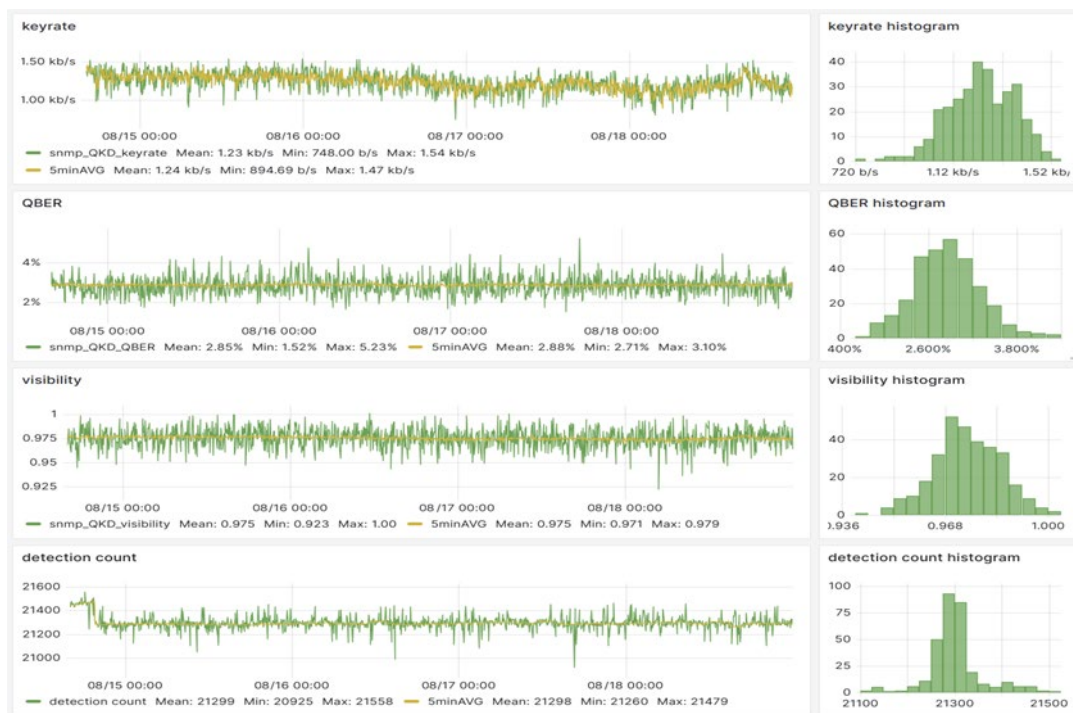 keyrate
1.50 kb/s
1.00 kb/s
08/15 00:00 08/16 00:00 08/17 00:00 08/18 00:00
snmp_QKD_keyrate Mean: 1.23 kb/s Min: 748.00 b/s Max: 1.54 kb/s
5minAVG Mean: 1.24 kb/s Min: 894.69 b/s Max: 1.47 kb/s
keyrate histogram
40
30
20
10
0
720 b/s 1.12 kb/s 1.52 kb/
QBER
4%
2%
08/15 00:00 08/16 00:00 08/17 00:00 08/18 00:00
snmp_QKD_QBER Mean: 2.85% Min: 1.52% Max: 5.23% 5minAVG Mean: 2.88% Min: 2.71% Max: 3.10%
QBER histogram
60
40
20
0
400% 2.600% 3.800%
visibility
1
0.975
0.95
0.925
08/15 00:00 08/16 00:00 08/17 00:00 08/18 00:00
snmp_QKD_visibility Mean: 0.975 Min: 0.923 Max: 1.00 5minAVG Mean: 0.975 Min: 0.971 Max: 0.979
visibility histogram
40
20
0
0.936 0.968 1.000
detection count
21600
21400
21200
21000
08/15 00:00 08/16 00:00 08/17 00:00 08/18 00:00
detection count Mean: 21299 Min: 20925 Max: 21558 5minAVG Mean: 21298 Min: 21260 Max: 21479
detection count histogram
100
75
50
25
0
21100 21300 21500